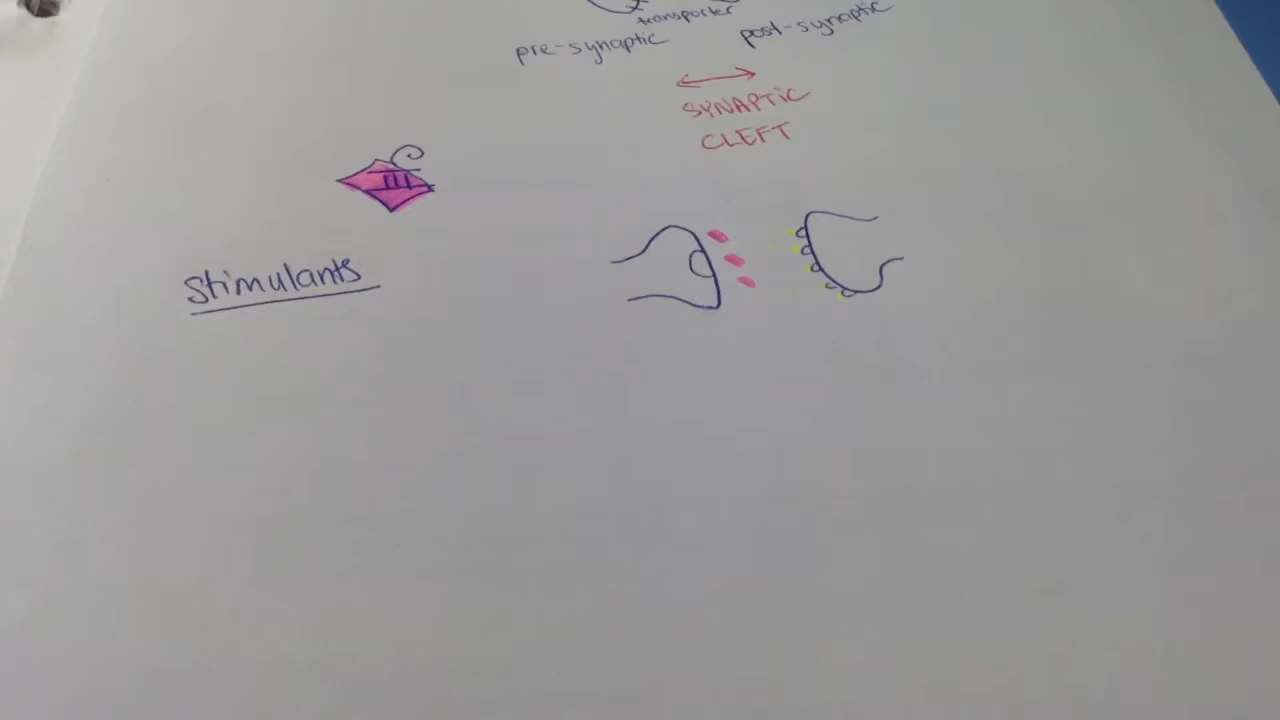 transporter
pre-synaptic
post-synaptic
SYNAPTiC
CLEFT
Stimulants